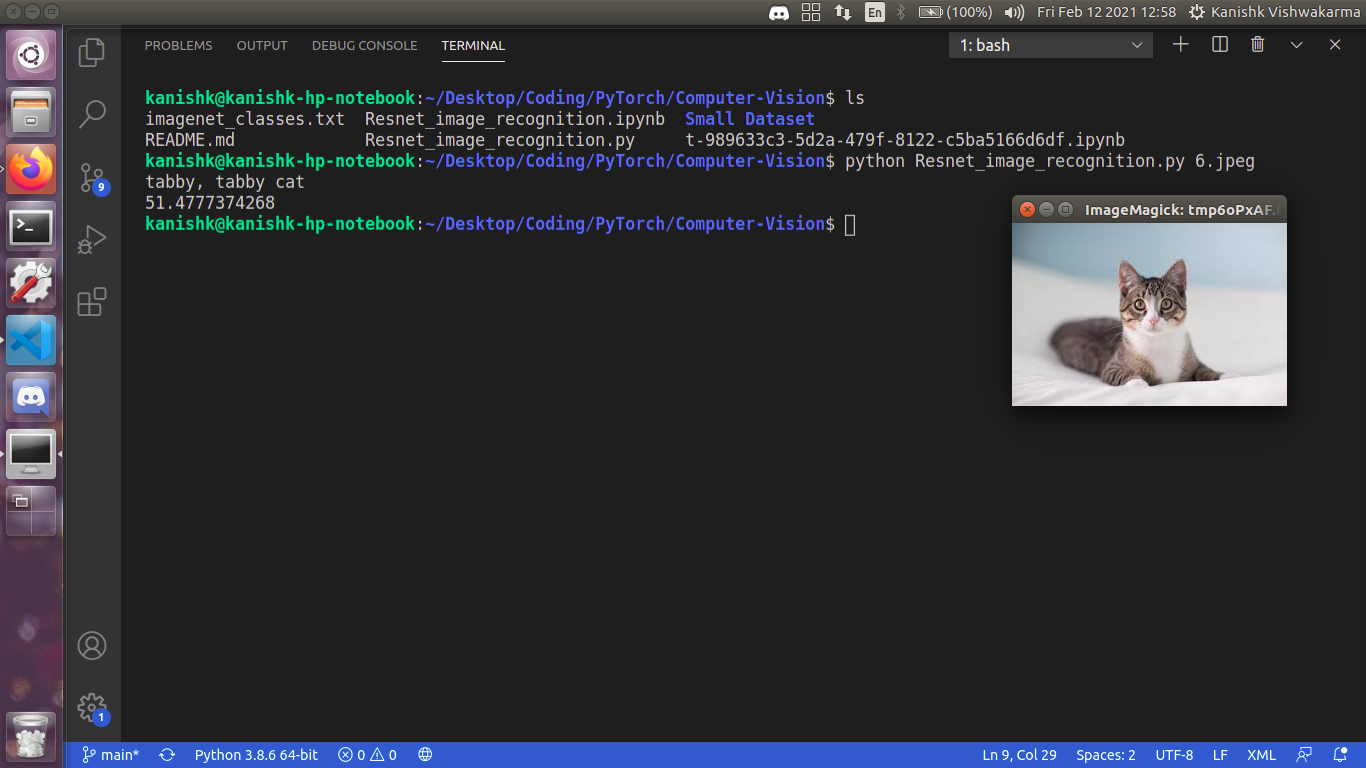 En (100%) Fri Feb 12 2021 12:58 Kanishk Vishwakarma
PROBLEMS OUTPUT DEBUG CONSOLE TERMINAL 1: bash
kanishk@kanishk-hp-notebook:~/Desktop/Coding/PyTorch/Computer-Vision$ ls
imagenet_classes.txt Resnet_image_recognition.ipynb Small Dataset
README.md Resnet_image_recognition.py t-989633c3-5d2a-479f-8122-c5ba5166d6df.ipynb
kanishk@kanishk-hp-notebook:~/Desktop/Coding/PyTorch/Computer-Vision$ python Resnet_image_recognition.py 6.jpeg
tabby, tabby cat
51.4777374268
kanishk@kanishk-hp-notebook:~/Desktop/Coding/PyTorch/Computer-Vision$
ImageMagick: tmp6oPxAF.
9
1
main* Python 3.8.6 64-bit 0 0 Ln 9, Col 29 Spaces: 2 UTF-8 LF XML